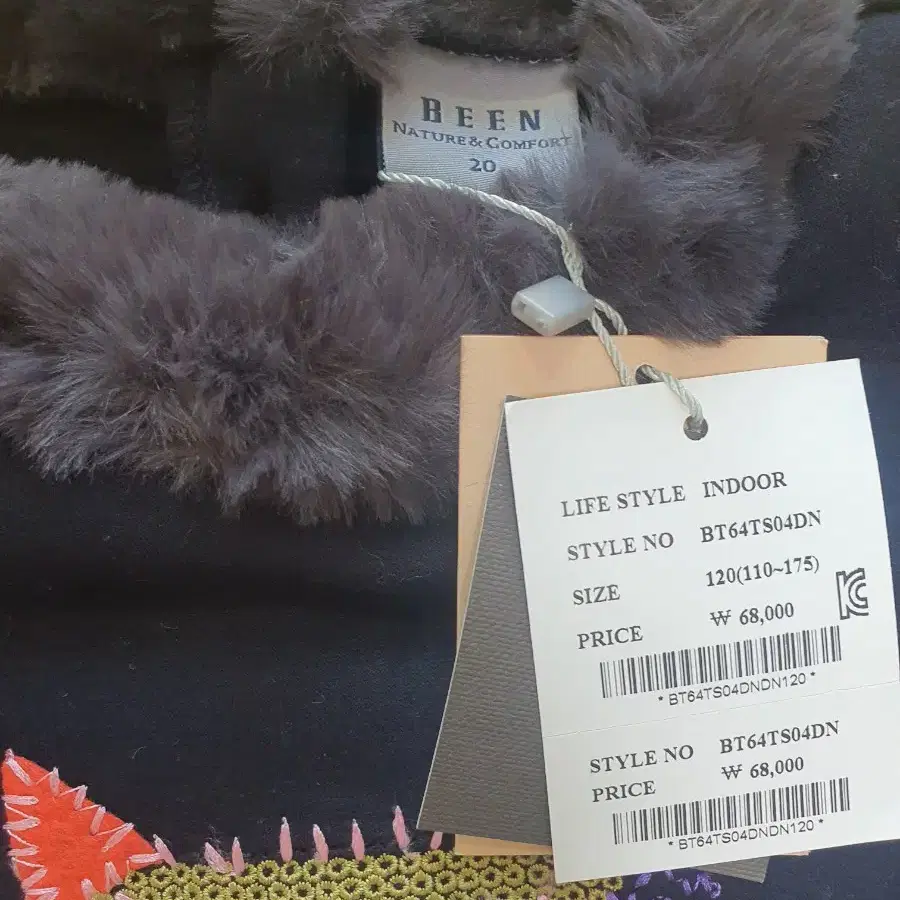 BEEN
NATURE & COMFORT
20
LIFE STYLE INDOOR
STYLE NO BT64TS04DN
SIZE 120(110~175)
PRICE ₩ 68,000
* BT64TS04DNDN120 *
STYLE NO BT64TS04DN
PRICE ₩ 68,000
* BT64TS04DNDN120 *